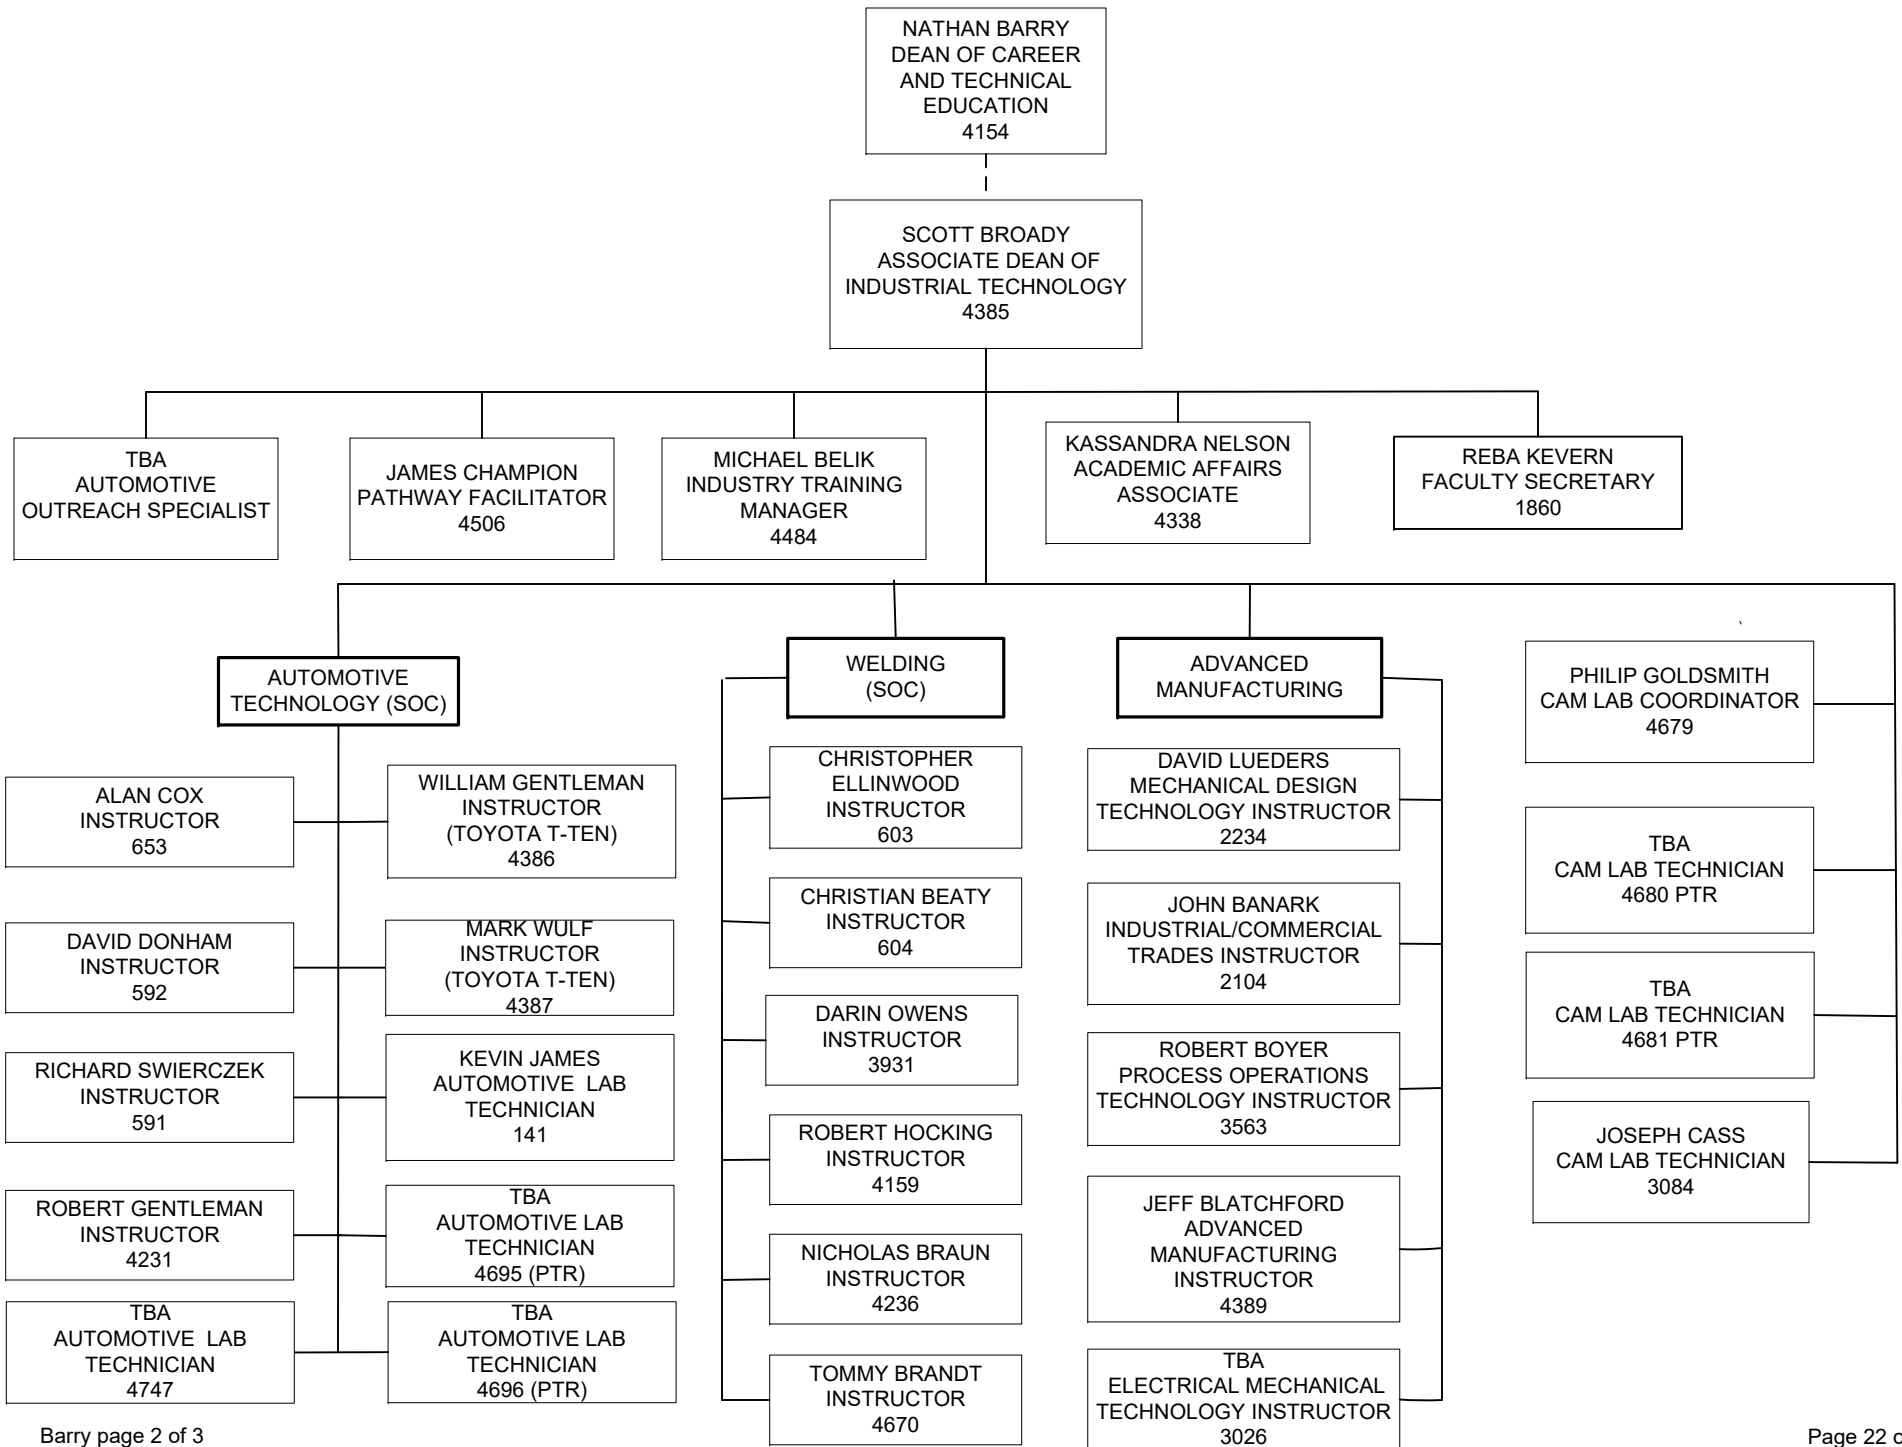 NATHAN BARRY
DEAN OF CAREER
AND TECHNICAL
EDUCATION
4154
SCOTT BROADY
ASSOCIATE DEAN OF
INDUSTRIAL TECHNOLOGY
4385
TBA
AUTOMOTIVE
OUTREACH SPECIALIST
JAMES CHAMPION
PATHWAY FACILITATOR
4506
MICHAEL BELIK
INDUSTRY TRAINING
MANAGER
4484
KASSANDRA NELSON
ACADEMIC AFFAIRS
ASSOCIATE
4338
REBA KEVERN
FACULTY SECRETARY
1860
AUTOMOTIVE
TECHNOLOGY (SOC)
ALAN COX
INSTRUCTOR
653
WILLIAM GENTLEMAN
INSTRUCTOR
(TOYOTA T-TEN)
4386
DAVID DONHAM
INSTRUCTOR
592
MARK WULF
INSTRUCTOR
(TOYOTA T-TEN)
4387
RICHARD SWIERCZEK
INSTRUCTOR
591
KEVIN JAMES
AUTOMOTIVE LAB
TECHNICIAN
141
ROBERT GENTLEMAN
INSTRUCTOR
4231
TBA
AUTOMOTIVE LAB
TECHNICIAN
4695 (PTR)
TBA
AUTOMOTIVE LAB
TECHNICIAN
4747
TBA
AUTOMOTIVE LAB
TECHNICIAN
4696 (PTR)
WELDING
(SOC)
CHRISTOPHER
ELLINWOOD
INSTRUCTOR
603
CHRISTIAN BEATY
INSTRUCTOR
604
DARIN OWENS
INSTRUCTOR
3931
ROBERT HOCKING
INSTRUCTOR
4159
NICHOLAS BRAUN
INSTRUCTOR
4236
TOMMY BRANDT
INSTRUCTOR
4670
ADVANCED
MANUFACTURING
DAVID LUEDERS
MECHANICAL DESIGN
TECHNOLOGY INSTRUCTOR
2234
JOHN BANARK
INDUSTRIAL/COMMERCIAL
TRADES INSTRUCTOR
2104
ROBERT BOYER
PROCESS OPERATIONS
TECHNOLOGY INSTRUCTOR
3563
JEFF BLATCHFORD
ADVANCED
MANUFACTURING
INSTRUCTOR
4389
TBA
ELECTRICAL MECHANICAL
TECHNOLOGY INSTRUCTOR
3026
PHILIP GOLDSMITH
CAM LAB COORDINATOR
4679
TBA
CAM LAB TECHNICIAN
4680 PTR
TBA
CAM LAB TECHNICIAN
4681 PTR
JOSEPH CASS
CAM LAB TECHNICIAN
3084
Barry page 2 of 3
Page 22 o